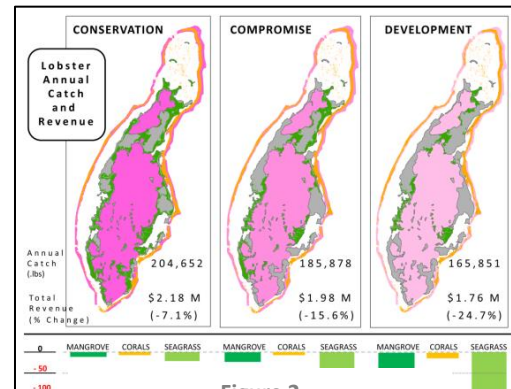 CONSERVATION COMPROMISE DEVELOPMENT
Lobster
Annual
Catch
and
Revenue
Annual
Catch
(.lbs)
204,652 185,878 165,851
Total
Revenue
(% Change)
$2.18 M $1.98 M $1.76 M
(-7.1%) (-15.6%) (-24.7%)
0 MANGROVE CORALS SEAGRASS MANGROVE CORALS SEAGRASS MANGROVE CORALS SEAGRASS
- 50
- 100